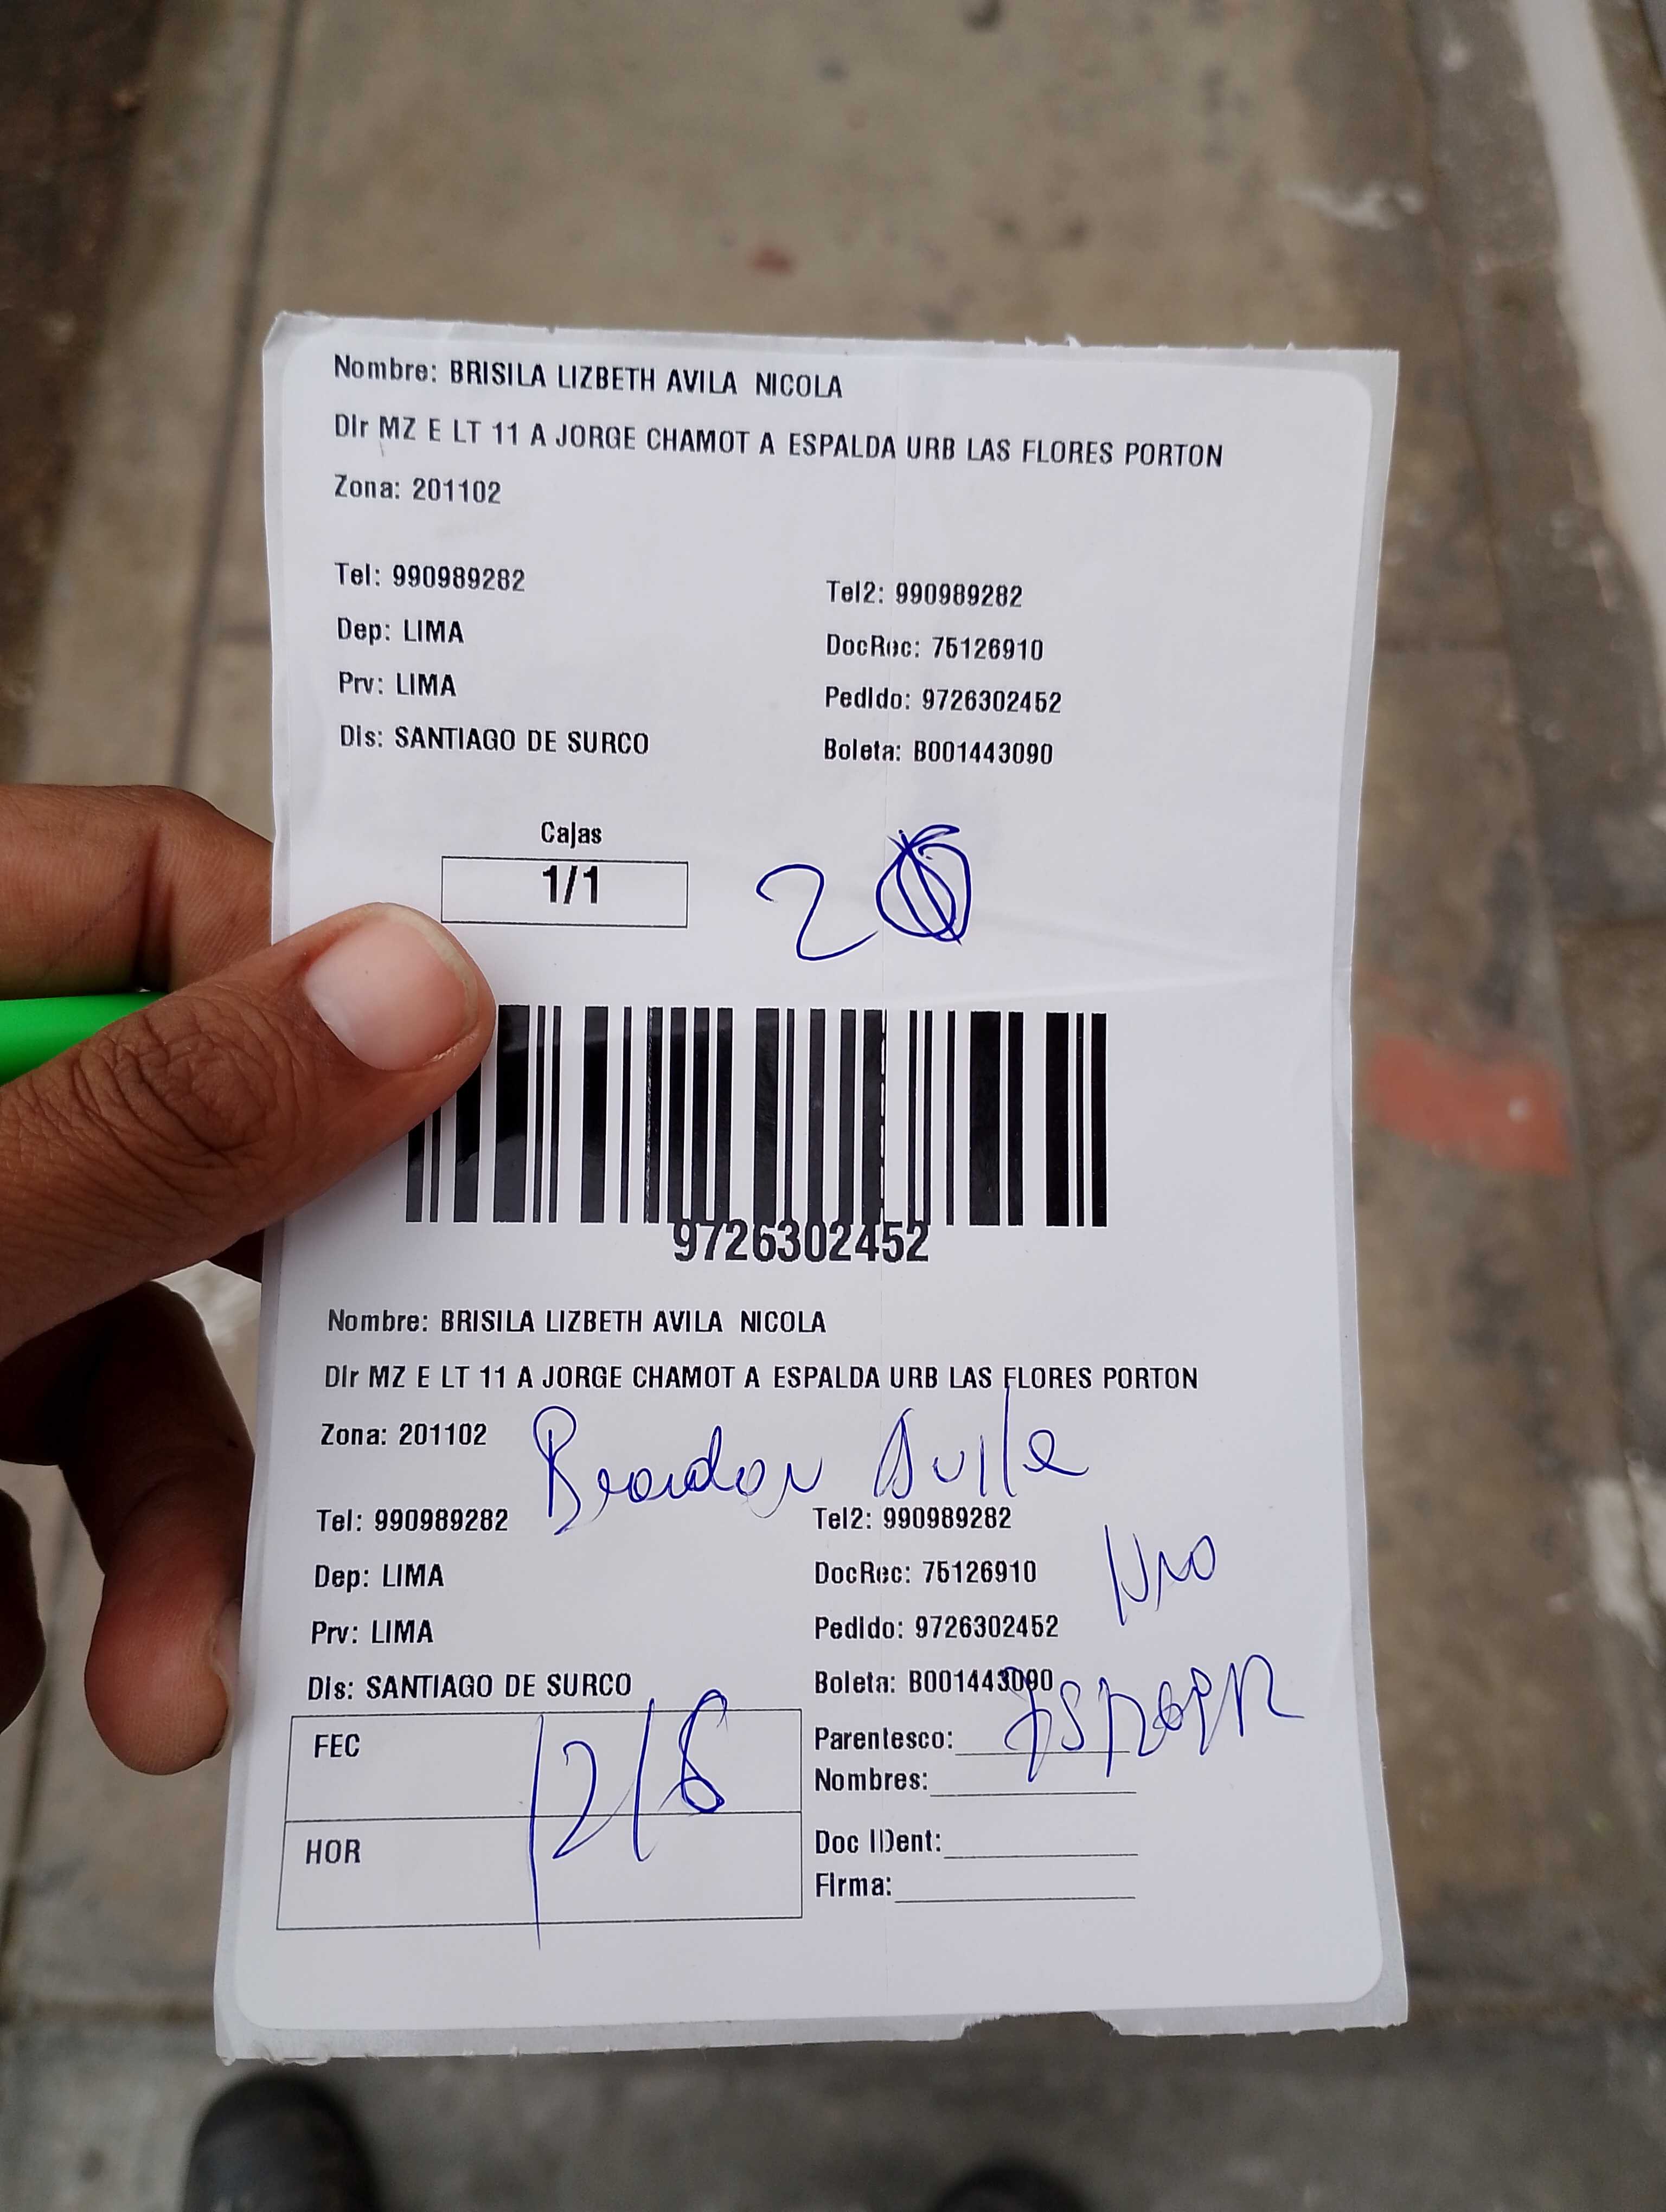 Nombre: BRISILA LIZBETH AVILA NICOLA
Dir MZ E LT 11 A JORGE CHAMOT A ESPALDA URB LAS FLORES PORTON
Zona: 201102
Tel: 990989282 Tel2: 990989282
Dep: LIMA DocRec: 75126910
Prv: LIMA Pedido: 9726302452
Dis: SANTIAGO DE SURCO Boleta: B001443090
Cajas
1/1
2
9726302452
Nombre: BRISILA LIZBETH AVILA NICOLA
Dir MZ E LT 11 A JORGE CHAMOT A ESPALDA URB LAS FLORES PORTON
Zona: 201102
Brandon Avila
Tel: 990989282 Tel2: 990989282
Dep: LIMA DocRec: 75126910
Prv: LIMA Pedido: 9726302452
Dis: SANTIAGO DE SURCO Boleta: B001443090
FEC 12/6
Parentesco:
Nombres:
HOR
Doc IDent:
Firma: